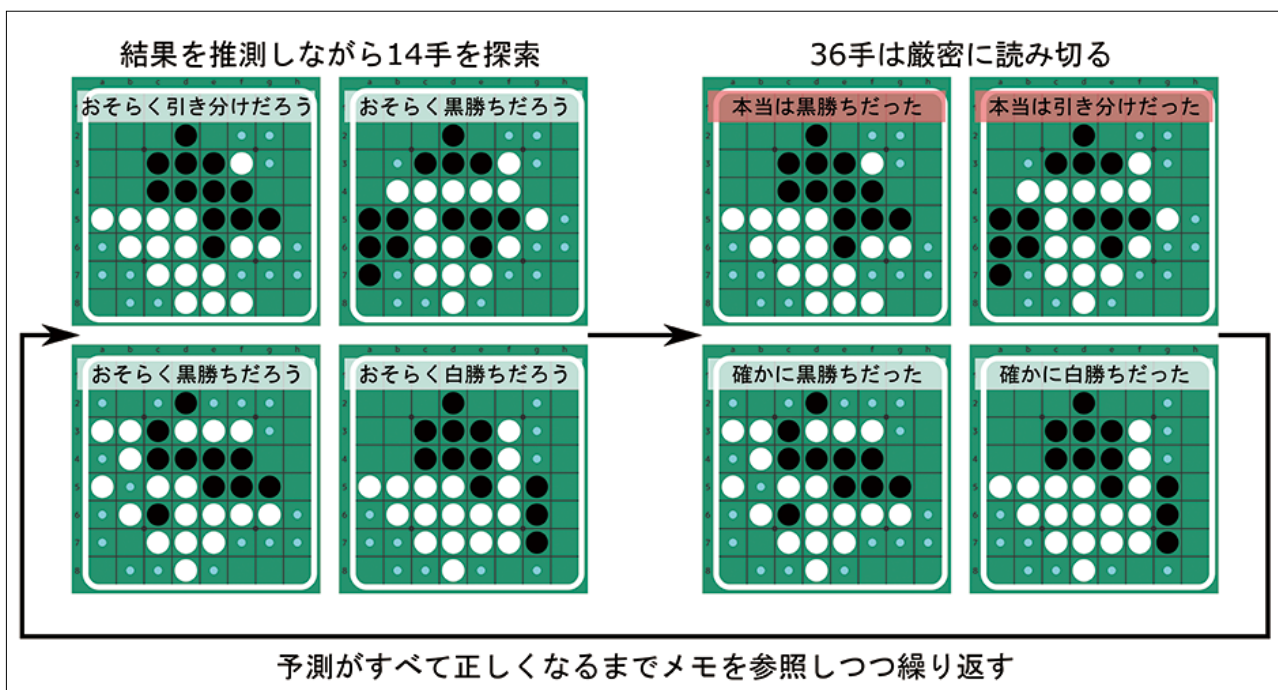 結果を推測しながら14手を探索
36手は厳密に読み切る
おそらく引き分けだろう
おそらく黒勝ちだろう
本当は黒勝ちだった
本当は引き分けだった
おそらく黒勝ちだろう
おそらく白勝ちだろう
確かに黒勝ちだった
確かに白勝ちだった
予測がすべて正しくなるまでメモを参照しつつ繰り返す